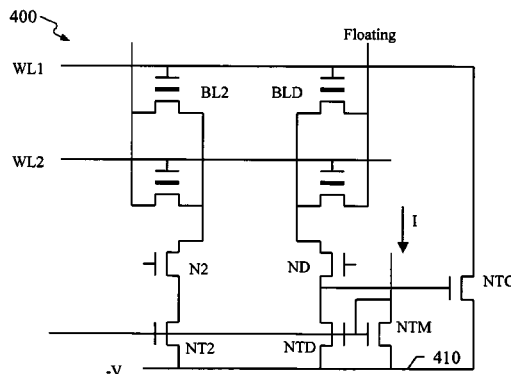 400
Floating
WL1
BL2
BLD
WL2
I
N2
ND
NTC
NT2
NTD
NTM
410
-V